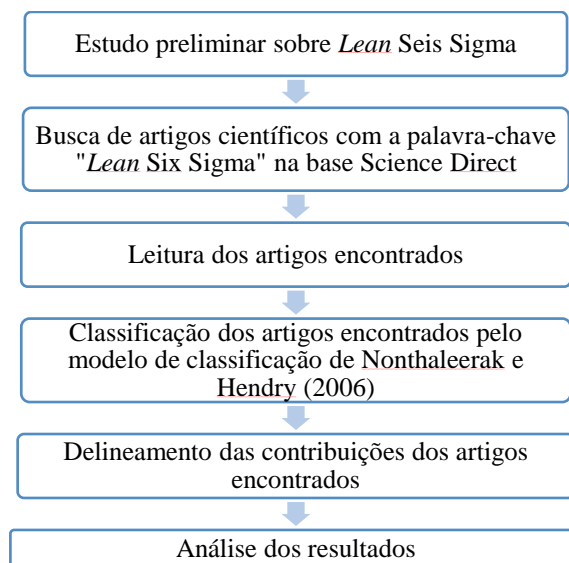 Estudo preliminar sobre Lean Seis Sigma
Busca de artigos científicos com a palavra-chave
"Lean Six Sigma" na base Science Direct
Leitura dos artigos encontrados
Classificação dos artigos encontrados pelo
modelo de classificação de Nonthaleerak e
Hendry (2006)
Delineamento das contribuições dos artigos
encontrados
Análise dos resultados